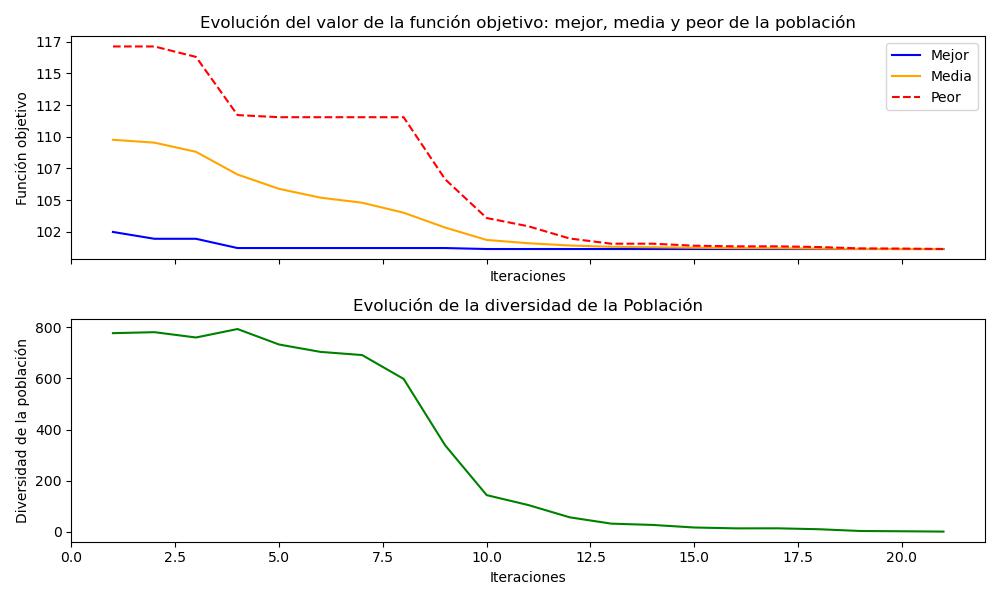 Evolución del valor de la función objetivo: mejor, media y peor de la población
117
115
112
110
107
105
102
Función objetivo
Mejor
Media
Peor
Iteraciones
Evolución de la diversidad de la Población
800
600
400
200
0
Diversidad de la población
0.0 2.5 5.0 7.5 10.0 12.5 15.0 17.5 20.0
Iteraciones